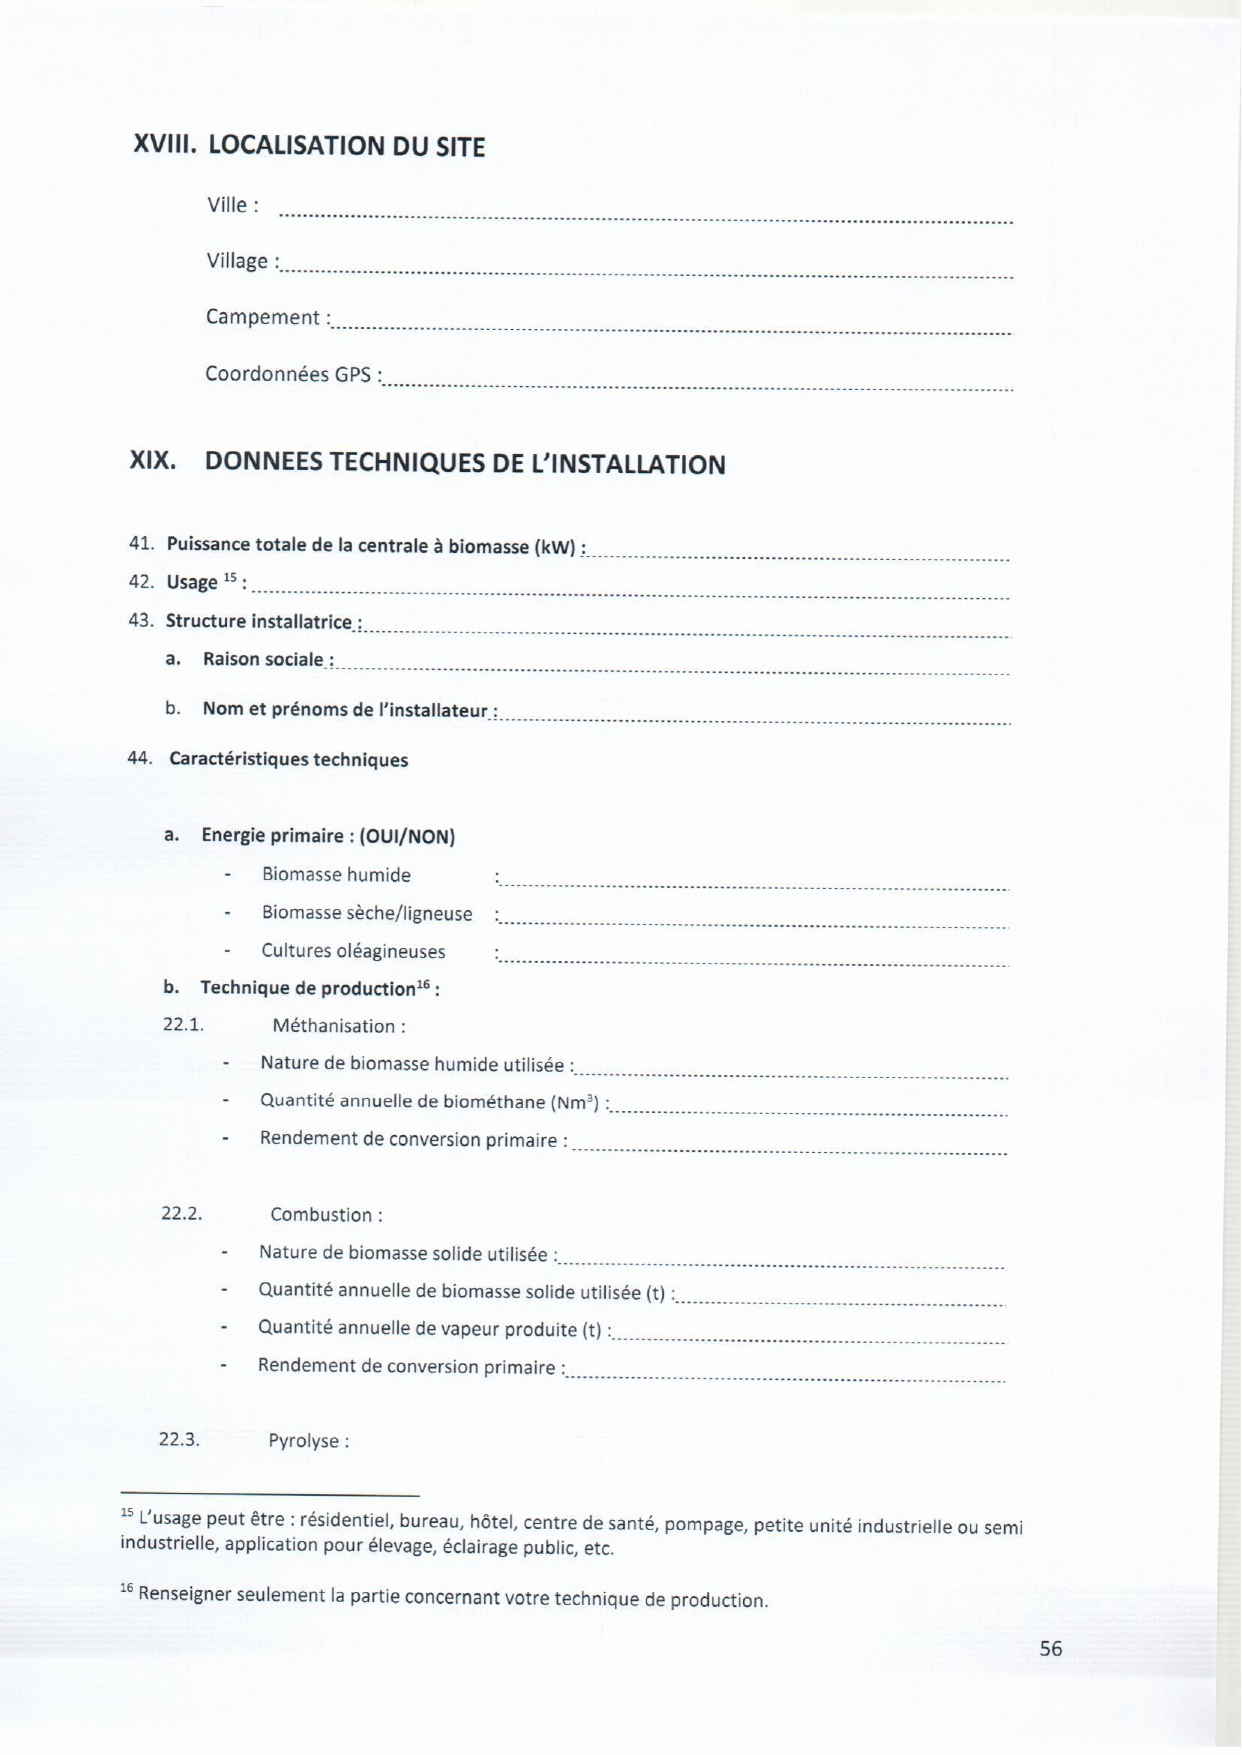 XVIII. LOCALISATION DU SITE
Ville :
Village :
Campement :
Coordonnées GPS :
XIX. DONNEES TECHNIQUES DE L'INSTALLATION
41. Puissance totale de la centrale à biomasse (kW) :
42. Usage ¹⁵ :
43. Structure installatrice :
a. Raison sociale :
b. Nom et prénoms de l'installateur :
44. Caractéristiques techniques
a. Energie primaire : (OUI/NON)
- Biomasse humide :
- Biomasse sèche/ligneuse :
- Cultures oléagineuses :
b. Technique de production¹⁶ :
22.1. Méthanisation :
- Nature de biomasse humide utilisée :
- Quantité annuelle de biométhane (Nm³) :
- Rendement de conversion primaire :
22.2. Combustion :
- Nature de biomasse solide utilisée :
- Quantité annuelle de biomasse solide utilisée (t) :
- Quantité annuelle de vapeur produite (t) :
- Rendement de conversion primaire :
22.3. Pyrolyse :
¹⁵ L'usage peut être : résidentiel, bureau, hôtel, centre de santé, pompage, petite unité industrielle ou semi
industrielle, application pour élevage, éclairage public, etc.
¹⁶ Renseigner seulement la partie concernant votre technique de production.
56